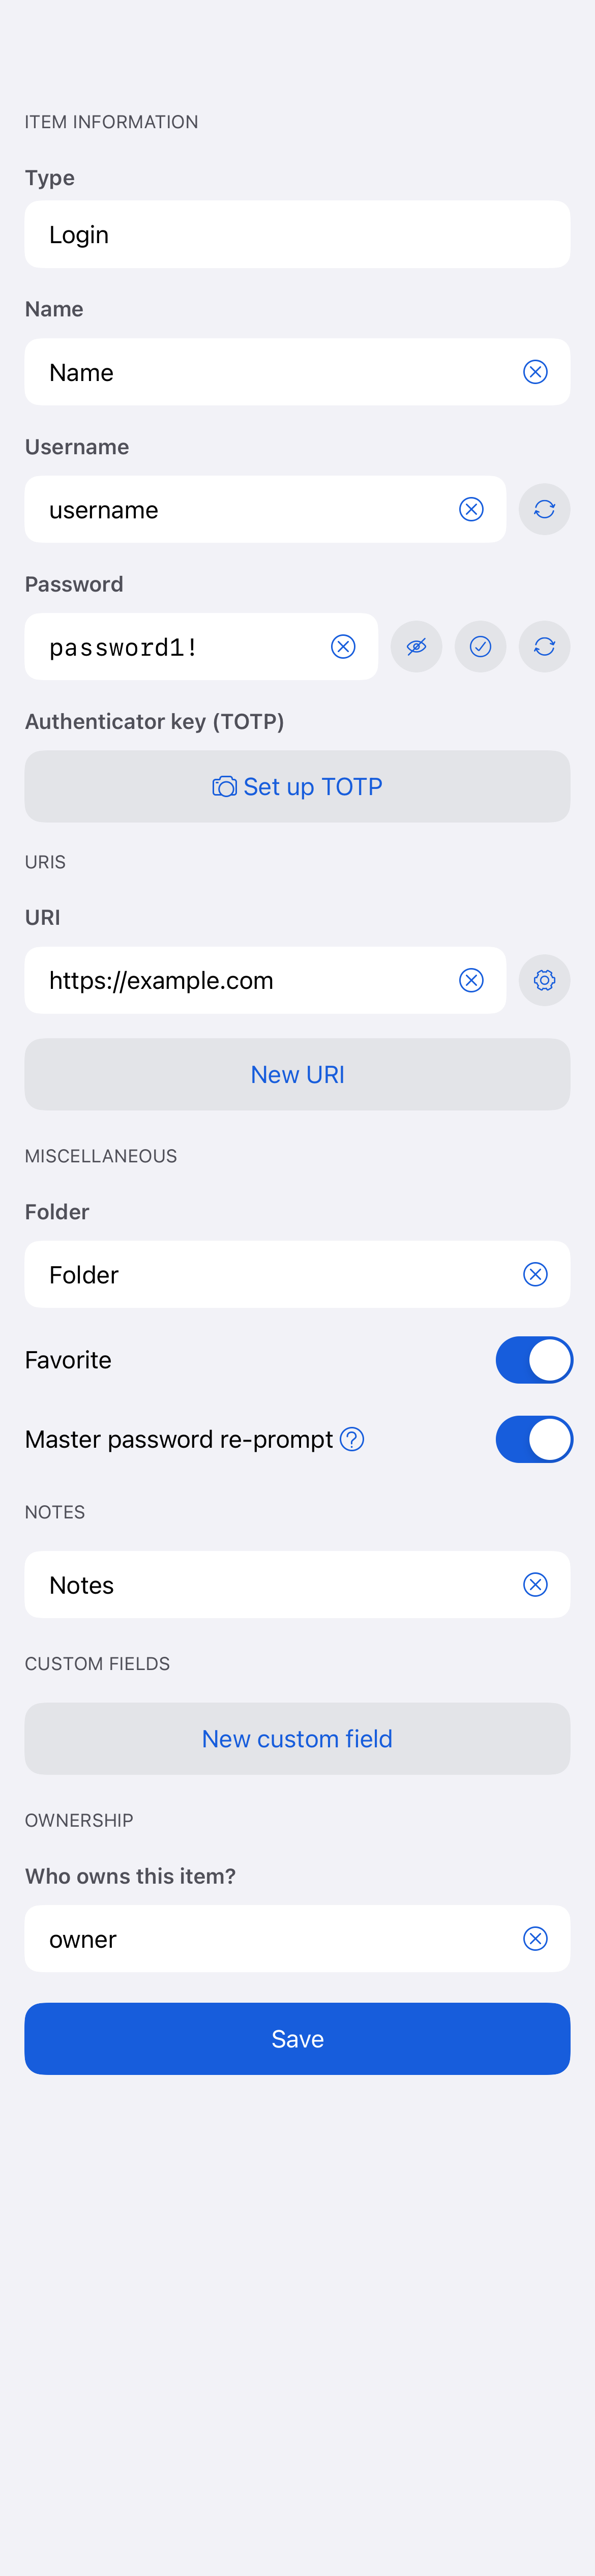 ITEM INFORMATION
Type
Login
Name
Name
Username
username
Password
password1!
Authenticator key (TOTP)
Set up TOTP
URIS
URI
https://example.com
New URI
MISCELLANEOUS
Folder
Folder
Favorite
Master password re-prompt
NOTES
Notes
CUSTOM FIELDS
New custom field
OWNERSHIP
Who owns this item?
owner
Save